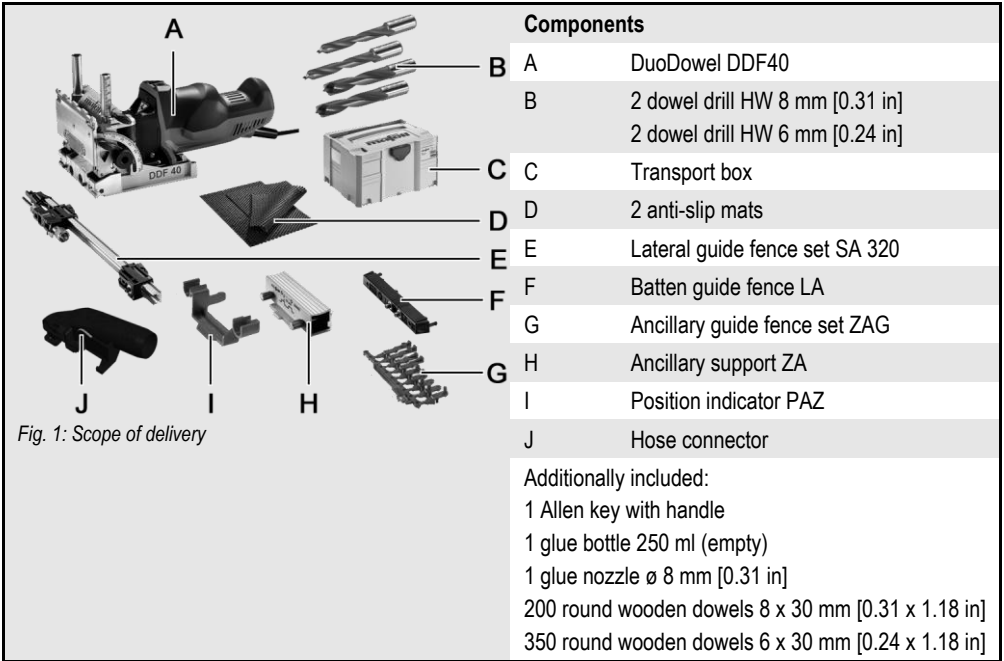 A
B
C
D
E
F
G
H
I
J
DDF 40
Fig. 1: Scope of delivery
Components
A DuoDowel DDF40
B 2 dowel drill HW 8 mm [0.31 in]
2 dowel drill HW 6 mm [0.24 in]
C Transport box
D 2 anti-slip mats
E Lateral guide fence set SA 320
F Batten guide fence LA
G Ancillary guide fence set ZAG
H Ancillary support ZA
I Position indicator PAZ
J Hose connector
Additionally included:
1 Allen key with handle
1 glue bottle 250 ml (empty)
1 glue nozzle ø 8 mm [0.31 in]
200 round wooden dowels 8 x 30 mm [0.31 x 1.18 in]
350 round wooden dowels 6 x 30 mm [0.24 x 1.18 in]